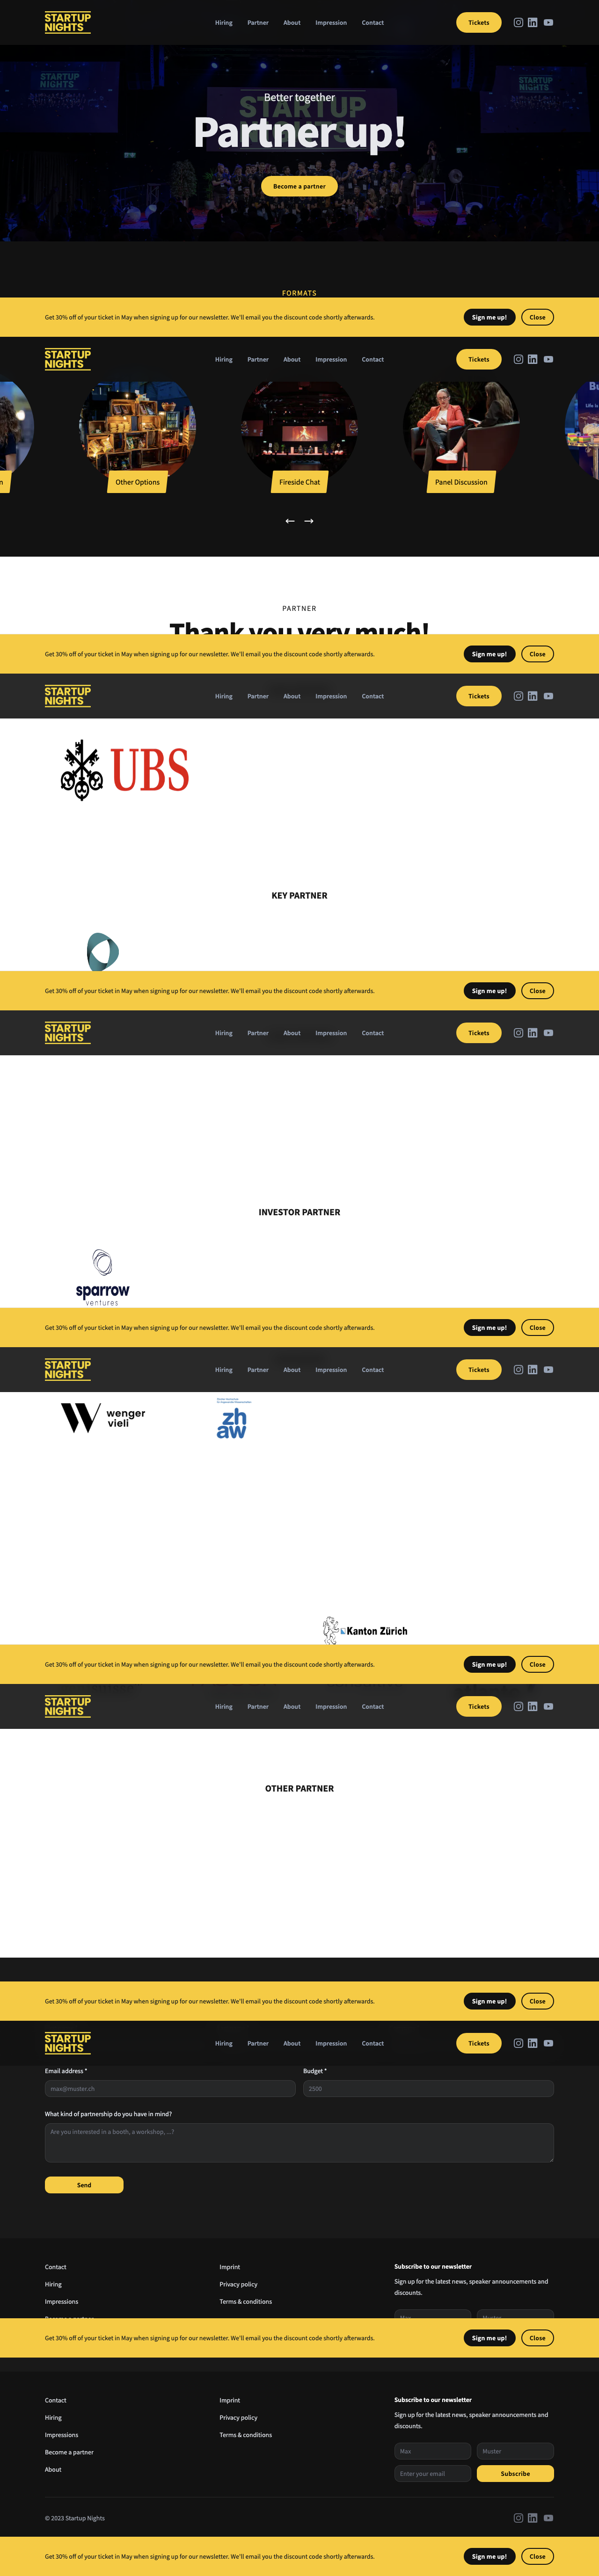 STARTUP
NIGHTS
Hiring Partner About Impression Contact
Tickets
STARTUP
NIGHTS
STARTUP
NIGHTS
STARTUP
NIGHTS
Better together
Partner up!
Become a partner
FORMATS
Get 30% off of your ticket in May when signing up for our newsletter. We'll email you the discount code shortly afterwards.
Sign me up! Close
STARTUP
NIGHTS
Hiring Partner About Impression Contact
Tickets
Other Options
Fireside Chat
Panel Discussion
← →
PARTNER
Thank you very much!
Get 30% off of your ticket in May when signing up for our newsletter. We'll email you the discount code shortly afterwards.
Sign me up! Close
STARTUP
NIGHTS
Hiring Partner About Impression Contact
Tickets
UBS
KEY PARTNER
Get 30% off of your ticket in May when signing up for our newsletter. We'll email you the discount code shortly afterwards.
Sign me up! Close
STARTUP
NIGHTS
Hiring Partner About Impression Contact
Tickets
INVESTOR PARTNER
sparrow
ventures
Get 30% off of your ticket in May when signing up for our newsletter. We'll email you the discount code shortly afterwards.
Sign me up! Close
STARTUP
NIGHTS
Hiring Partner About Impression Contact
Tickets
wenger
vieli
zh
aw
Kanton Zürich
Get 30% off of your ticket in May when signing up for our newsletter. We'll email you the discount code shortly afterwards.
Sign me up! Close
STARTUP
NIGHTS
Hiring Partner About Impression Contact
Tickets
OTHER PARTNER
Get 30% off of your ticket in May when signing up for our newsletter. We'll email you the discount code shortly afterwards.
Sign me up! Close
STARTUP
NIGHTS
Hiring Partner About Impression Contact
Tickets
Email address *
Budget *
max@muster.ch
2500
What kind of partnership do you have in mind?
Are you interested in a booth, a workshop, ...?
Send
Contact
Hiring
Impressions
Imprint
Privacy policy
Terms & conditions
Subscribe to our newsletter
Sign up for the latest news, speaker announcements and
discounts.
Get 30% off of your ticket in May when signing up for our newsletter. We'll email you the discount code shortly afterwards.
Sign me up! Close
Contact
Hiring
Impressions
Become a partner
About
Imprint
Privacy policy
Terms & conditions
Subscribe to our newsletter
Sign up for the latest news, speaker announcements and
discounts.
Max
Muster
Enter your email
Subscribe
© 2023 Startup Nights
Get 30% off of your ticket in May when signing up for our newsletter. We'll email you the discount code shortly afterwards.
Sign me up! Close